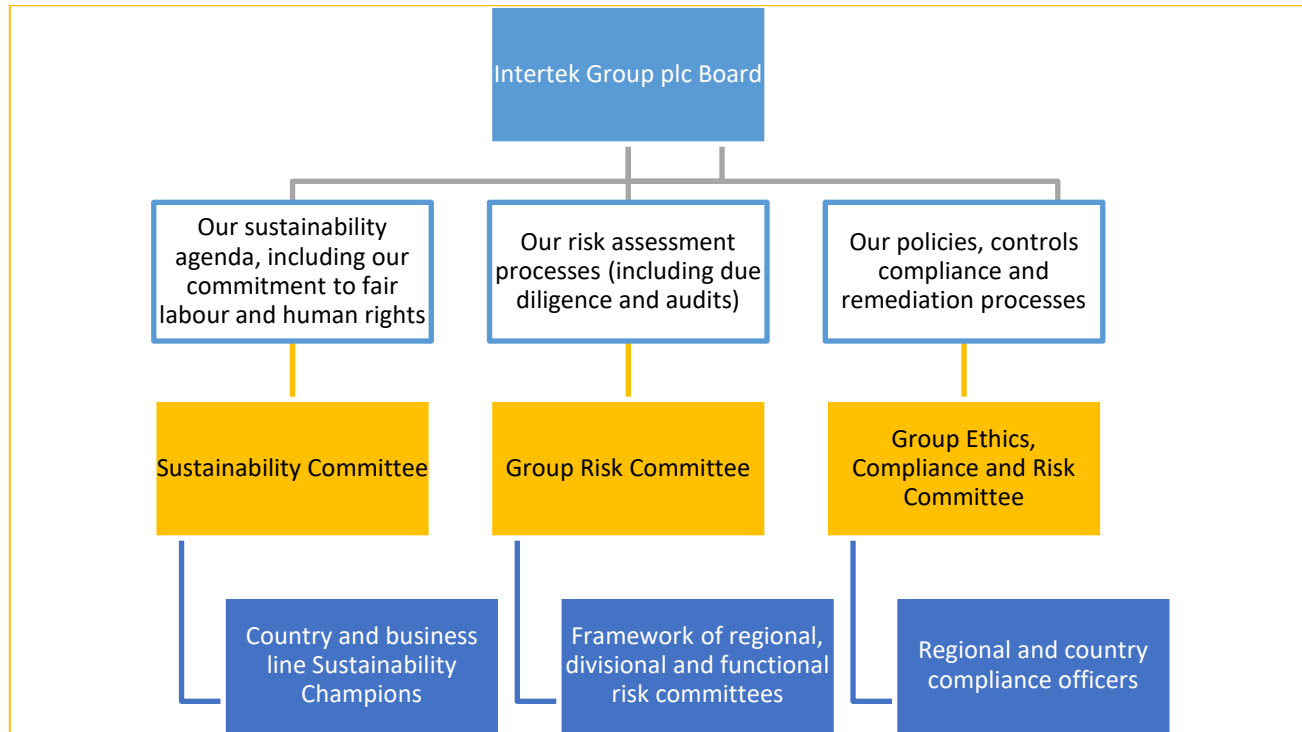 Intertek Group plc Board
Our sustainability
agenda, including our
commitment to fair
labour and human rights
Our risk assessment
processes (including due
diligence and audits)
Our policies, controls
compliance and
remediation processes
Sustainability Committee
Group Risk Committee
Group Ethics,
Compliance and Risk
Committee
Country and business
line Sustainability
Champions
Framework of regional,
divisional and functional
risk committees
Regional and country
compliance officers